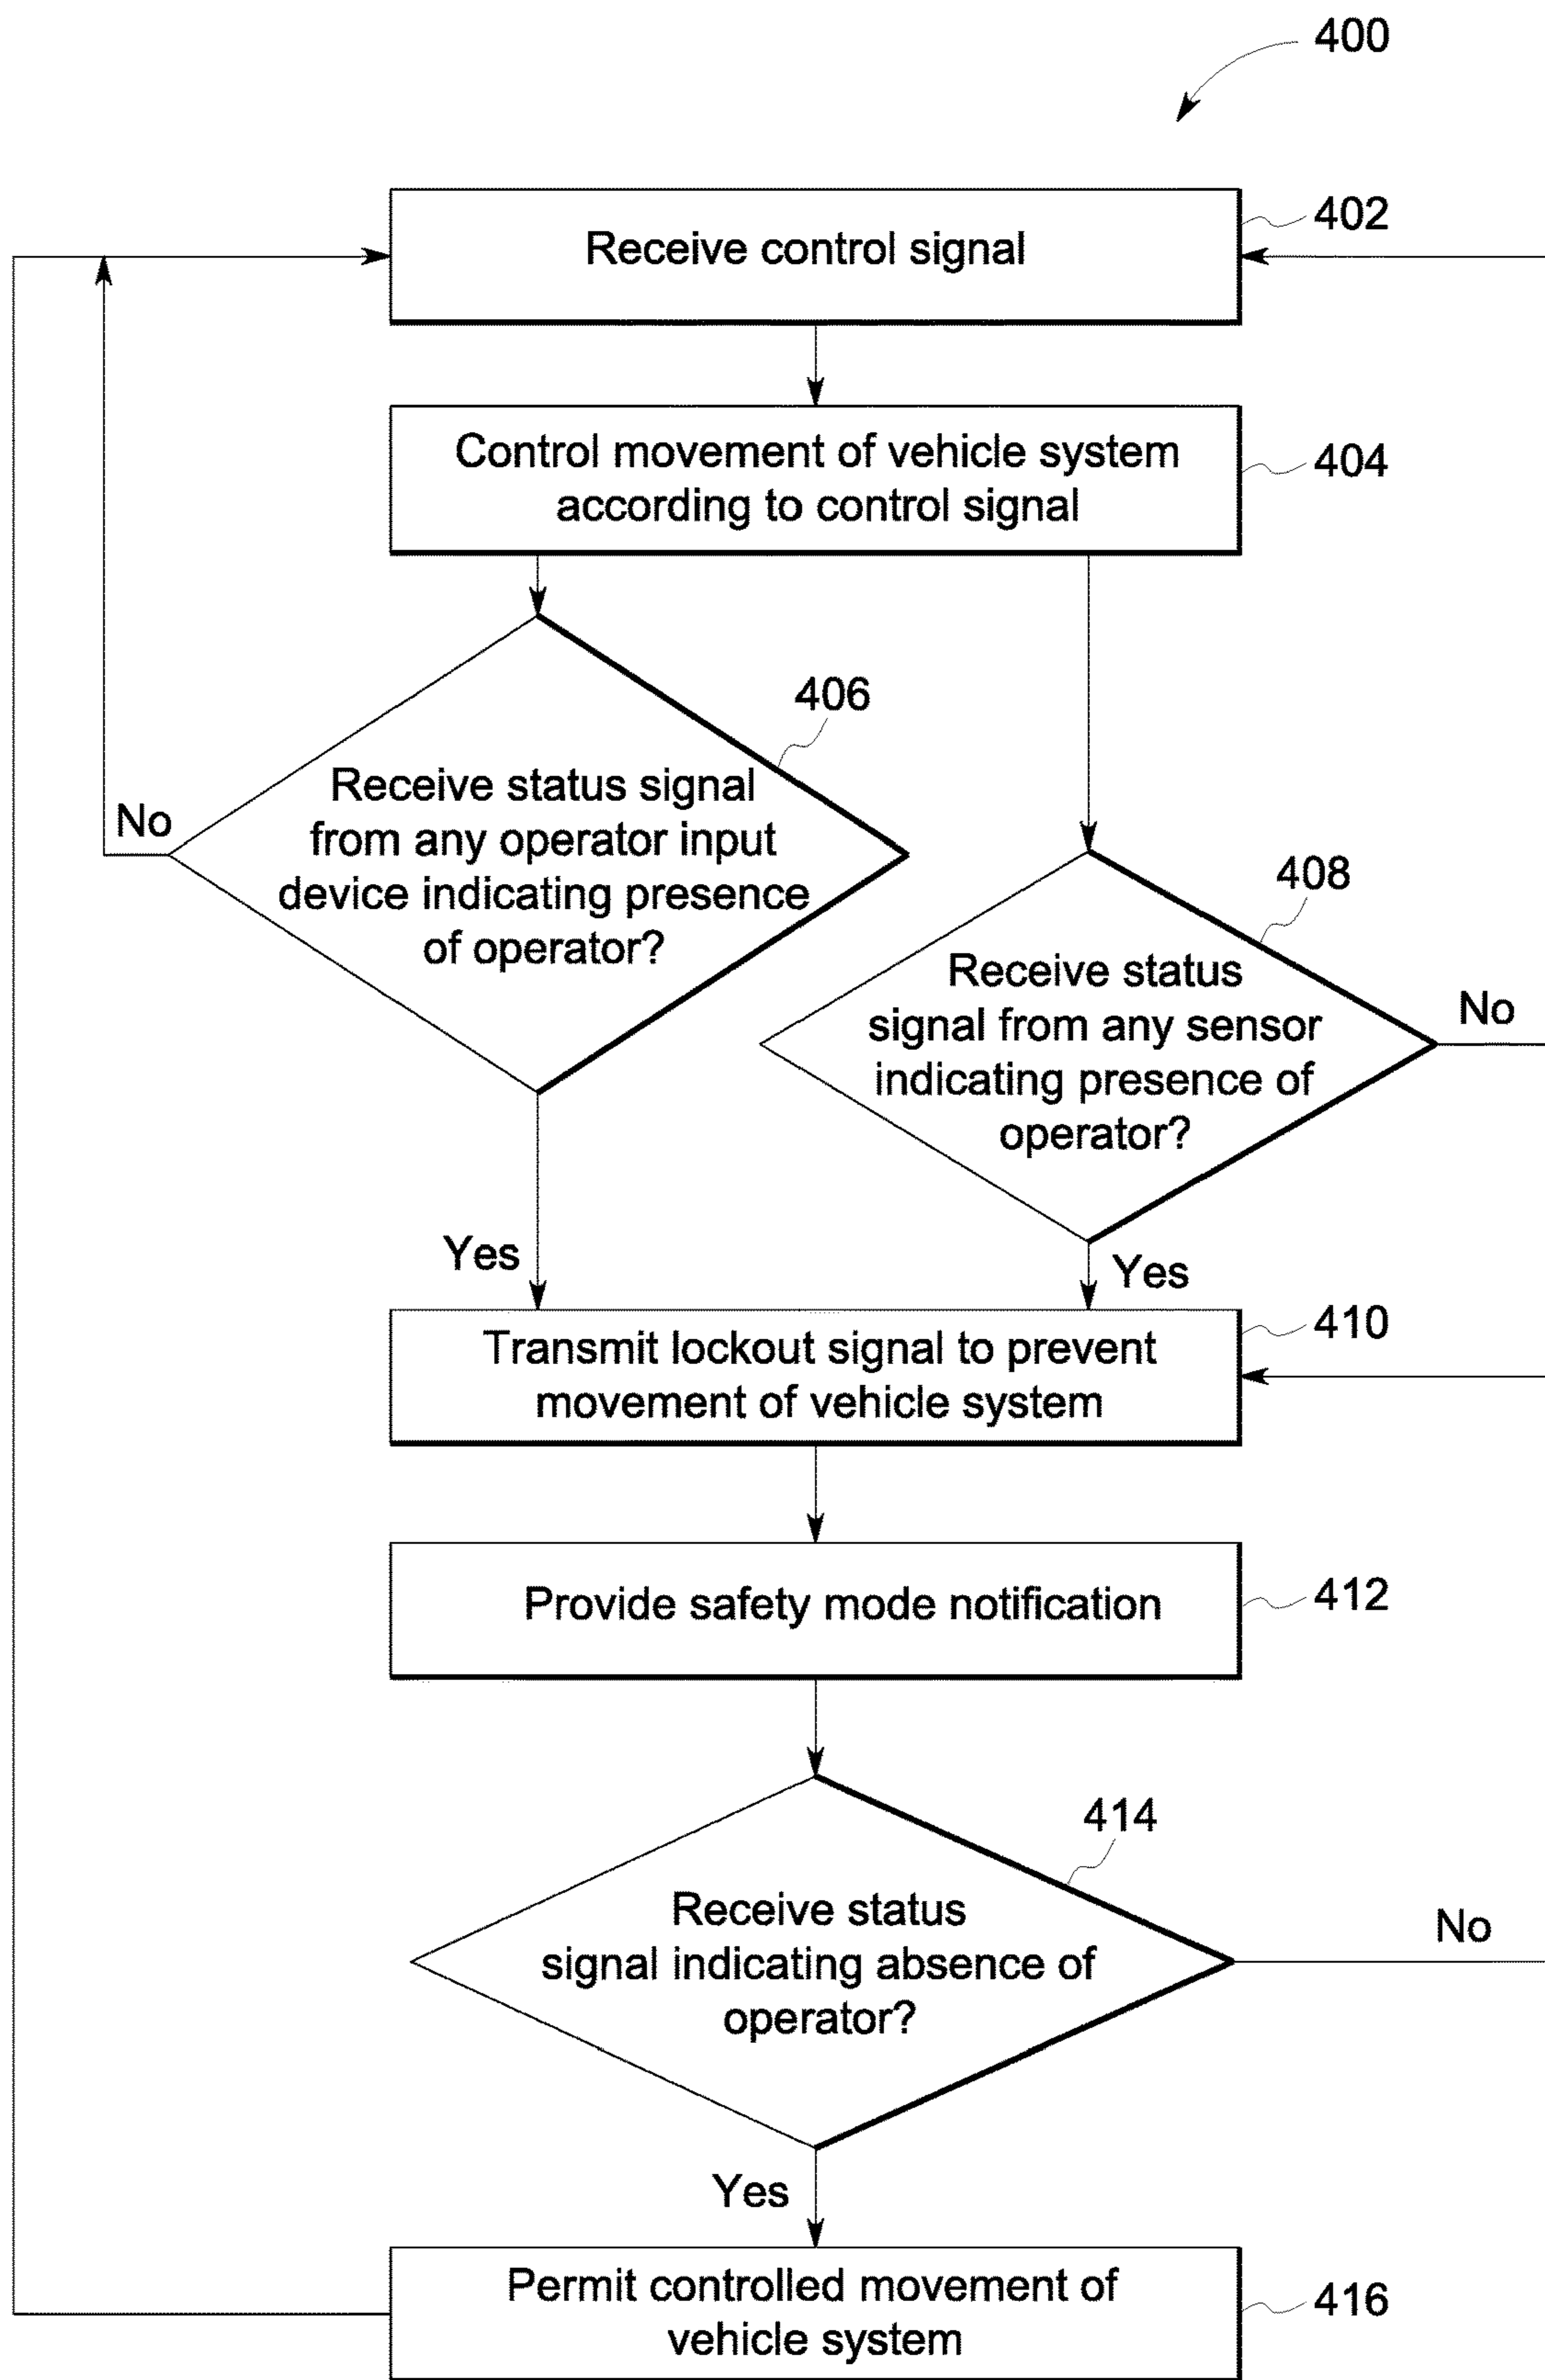 400
Receive control signal
402
Control movement of vehicle system
according to control signal
404
406
Receive status signal
from any operator input
device indicating presence
of operator?
No
408
Receive status
signal from any sensor
indicating presence of
operator?
No
Yes
Yes
Transmit lockout signal to prevent
movement of vehicle system
410
Provide safety mode notification
412
414
Receive status
signal indicating absence of
operator?
No
Yes
Permit controlled movement of
vehicle system
416